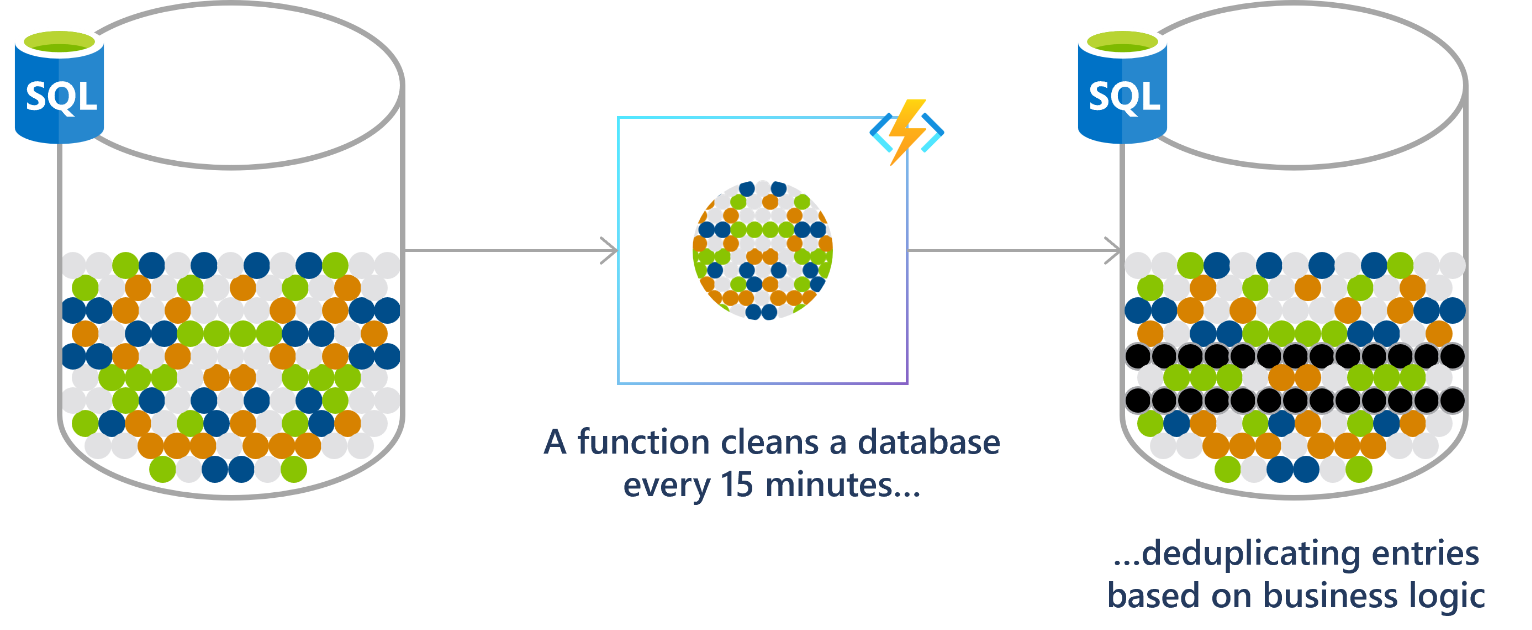 SQL
SQL
A function cleans a database
every 15 minutes...
...deduplicating entries
based on business logic